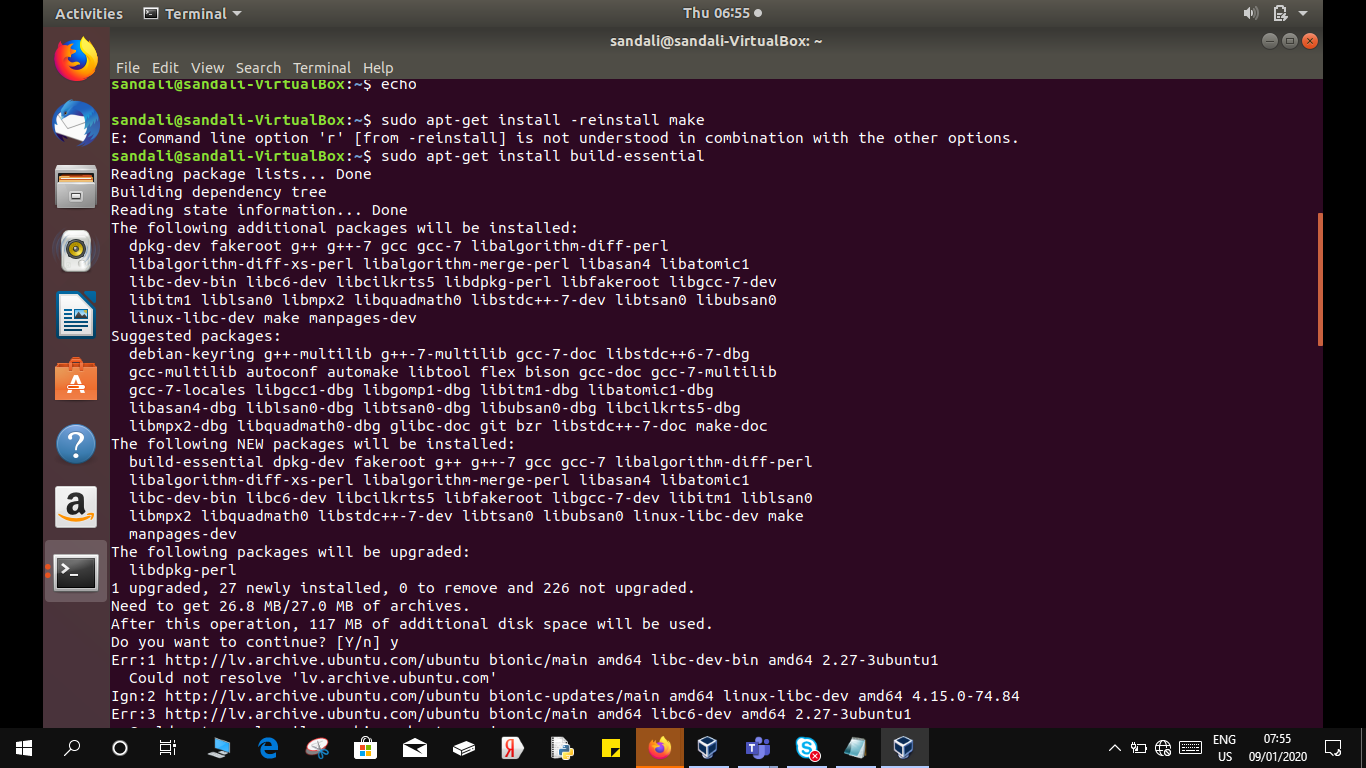 Activities
Terminal
Thu 06:55
sandali@sandali-VirtualBox: ~
File Edit View Search Terminal Help
sandali@sandali-VirtualBox:~$ echo
sandali@sandali-VirtualBox:~$ sudo apt-get install -reinstall make
E: Command line option 'r' [from -reinstall] is not understood in combination with the other options.
sandali@sandali-VirtualBox:~$ sudo apt-get install build-essential
Reading package lists... Done
Building dependency tree
Reading state information... Done
The following additional packages will be installed:
dpkg-dev fakeroot g++ g++-7 gcc gcc-7 libalgorithm-diff-perl
libalgorithm-diff-xs-perl libalgorithm-merge-perl libasan4 libatomic1
libc-dev-bin libc6-dev libcilkrts5 libdpkg-perl libfakeroot libgcc-7-dev
libitm1 liblsan0 libmpx2 libquadmath0 libstdc++-7-dev libtsan0 libubsan0
linux-libc-dev make manpages-dev
Suggested packages:
debian-keyring g++-multilib g++-7-multilib gcc-7-doc libstdc++6-7-dbg
gcc-multilib autoconf automake libtool flex bison gcc-doc gcc-7-multilib
gcc-7-locales libgcc1-dbg libgomp1-dbg libitm1-dbg libatomic1-dbg
libasan4-dbg liblsan0-dbg libtsan0-dbg libubsan0-dbg libcilkrts5-dbg
libmpx2-dbg libquadmath0-dbg glibc-doc git bzr libstdc++-7-doc make-doc
The following NEW packages will be installed:
build-essential dpkg-dev fakeroot g++ g++-7 gcc gcc-7 libalgorithm-diff-perl
libalgorithm-diff-xs-perl libalgorithm-merge-perl libasan4 libatomic1
libc-dev-bin libc6-dev libcilkrts5 libfakeroot libgcc-7-dev libitm1 liblsan0
libmpx2 libquadmath0 libstdc++-7-dev libtsan0 libubsan0 linux-libc-dev make
manpages-dev
The following packages will be upgraded:
libdpkg-perl
1 upgraded, 27 newly installed, 0 to remove and 226 not upgraded.
Need to get 26.8 MB/27.0 MB of archives.
After this operation, 117 MB of additional disk space will be used.
Do you want to continue? [Y/n] y
Err:1 http://lv.archive.ubuntu.com/ubuntu bionic/main amd64 libc-dev-bin amd64 2.27-3ubuntu1
Could not resolve 'lv.archive.ubuntu.com'
Ign:2 http://lv.archive.ubuntu.com/ubuntu bionic-updates/main amd64 linux-libc-dev amd64 4.15.0-74.84
Err:3 http://lv.archive.ubuntu.com/ubuntu bionic/main amd64 libc6-dev amd64 2.27-3ubuntu1
ENG
US
07:55
09/01/2020